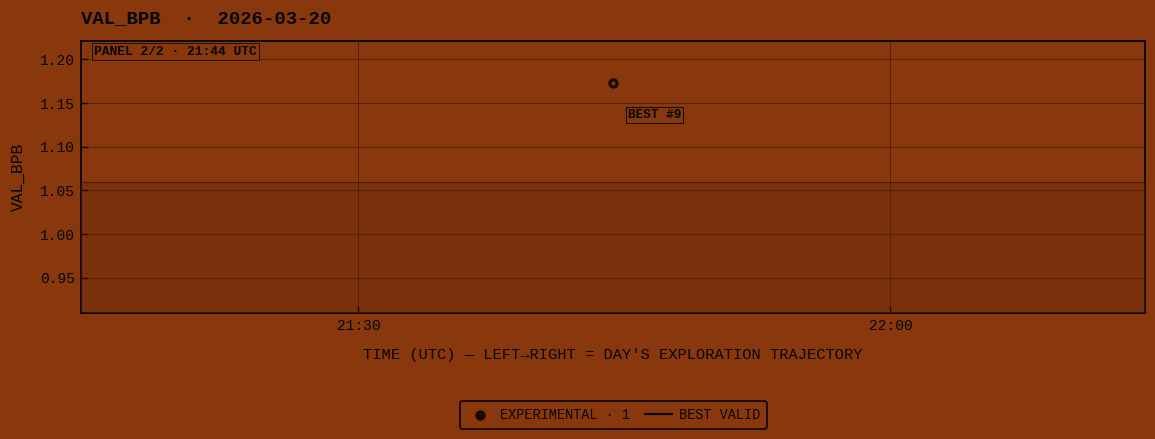 VAL_BPB · 2026-03-20
PANEL 2/2 · 21:44 UTC
1.20
1.15
1.10
1.05
1.00
0.95
VAL_BPB
BEST #9
21:30
22:00
TIME (UTC) — LEFT→RIGHT = DAY'S EXPLORATION TRAJECTORY
EXPERIMENTAL · 1
BEST VALID